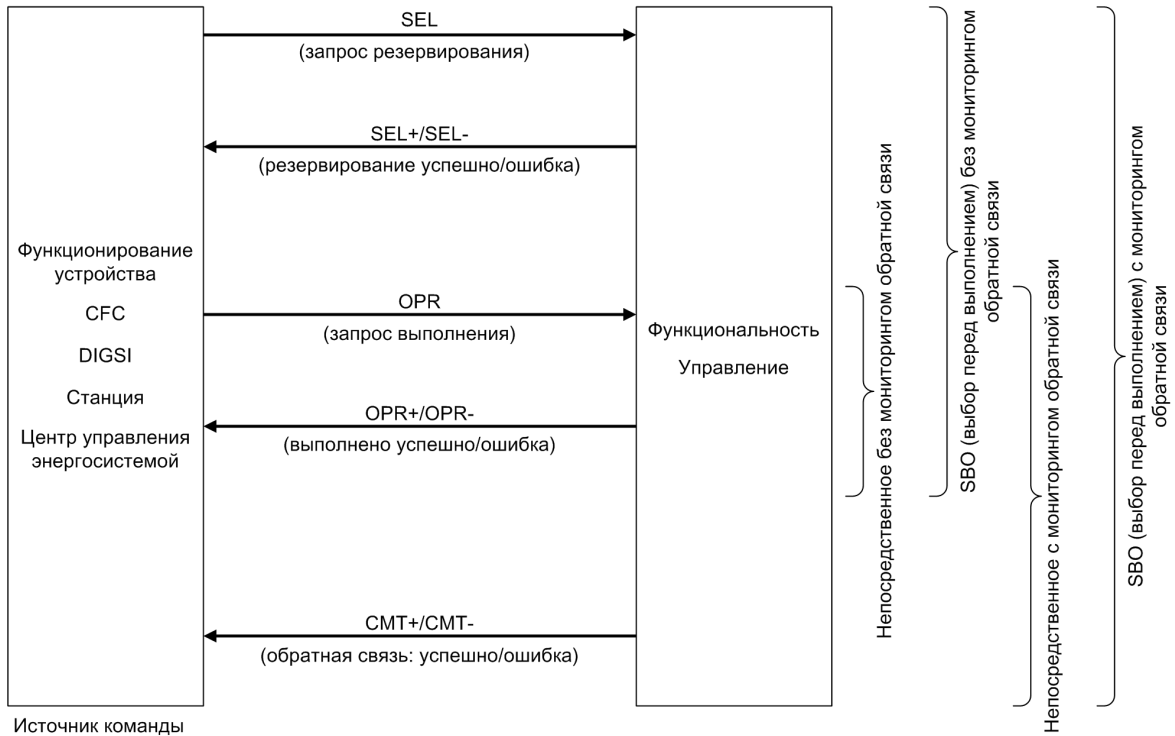 SEL
(запрос резервирования)
SEL+/SEL-
(резервирование успешно/ошибка)
Функционирование
устройства
CFC
DIGSI
Станция
Центр управления
энергосистемой
OPR
(запрос выполнения)
OPR+/OPR-
(выполнено успешно/ошибка)
CMT+/CMT-
(обратная связь: успешно/ошибка)
Функциональность
Управление
Непосредственное без мониторингом обратной связи
SBO (выбор перед выполнением) без мониторингом
обратной связи
Непосредственное с мониторингом обратной связи
SBO (выбор перед выполнением) с мониторингом
обратной связи
Источник команды